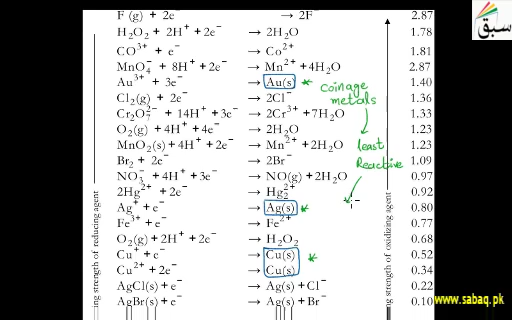 F (g) + 2e⁻ → 2F⁻ 2.87
H₂O₂ + 2H⁺ + 2e⁻ → 2H₂O 1.78
CO³⁺ + e⁻ → Co²⁺ 1.81
MnO₄⁻ + 8H⁺ + 2e⁻ → Mn²⁺ + 4H₂O 2.87
Au³⁺ + 3e⁻ → Au(s) 1.40
Cl₂(g) + 2e⁻ → 2Cl⁻ 1.36
Cr₂O₇²⁻ + 14H⁺ + 3e⁻ → 2Cr³⁺ + 7H₂O 1.33
O₂(g) + 4H⁺ + 4e⁻ → 2H₂O 1.23
MnO₂(s) + 4H⁺ + 2e⁻ → Mn²⁺ + 2H₂O 1.23
Br₂ + 2e⁻ → 2Br⁻ 1.09
NO₃⁻ + 4H⁺ + 3e⁻ → NO(g) + 2H₂O 0.97
2Hg²⁺ + 2e⁻ → Hg₂²⁺ 0.92
Ag⁺ + e⁻ → Ag(s) 0.80
Fe³⁺ + e⁻ → Fe²⁺ 0.77
O₂(g) + 2H⁺ + 2e⁻ → H₂O₂ 0.68
Cu⁺ + e⁻ → Cu(s) 0.52
Cu²⁺ + 2e⁻ → Cu(s) 0.34
AgCl(s) + e⁻ → Ag(s) + Cl⁻ 0.22
AgBr(s) + e⁻ → Ag(s) + Br⁻ 0.10
Coinage
metals
least
Reactive
ng strength of reducing agent
ng strength of oxidizing agent
سبق
www.sabaq.pk